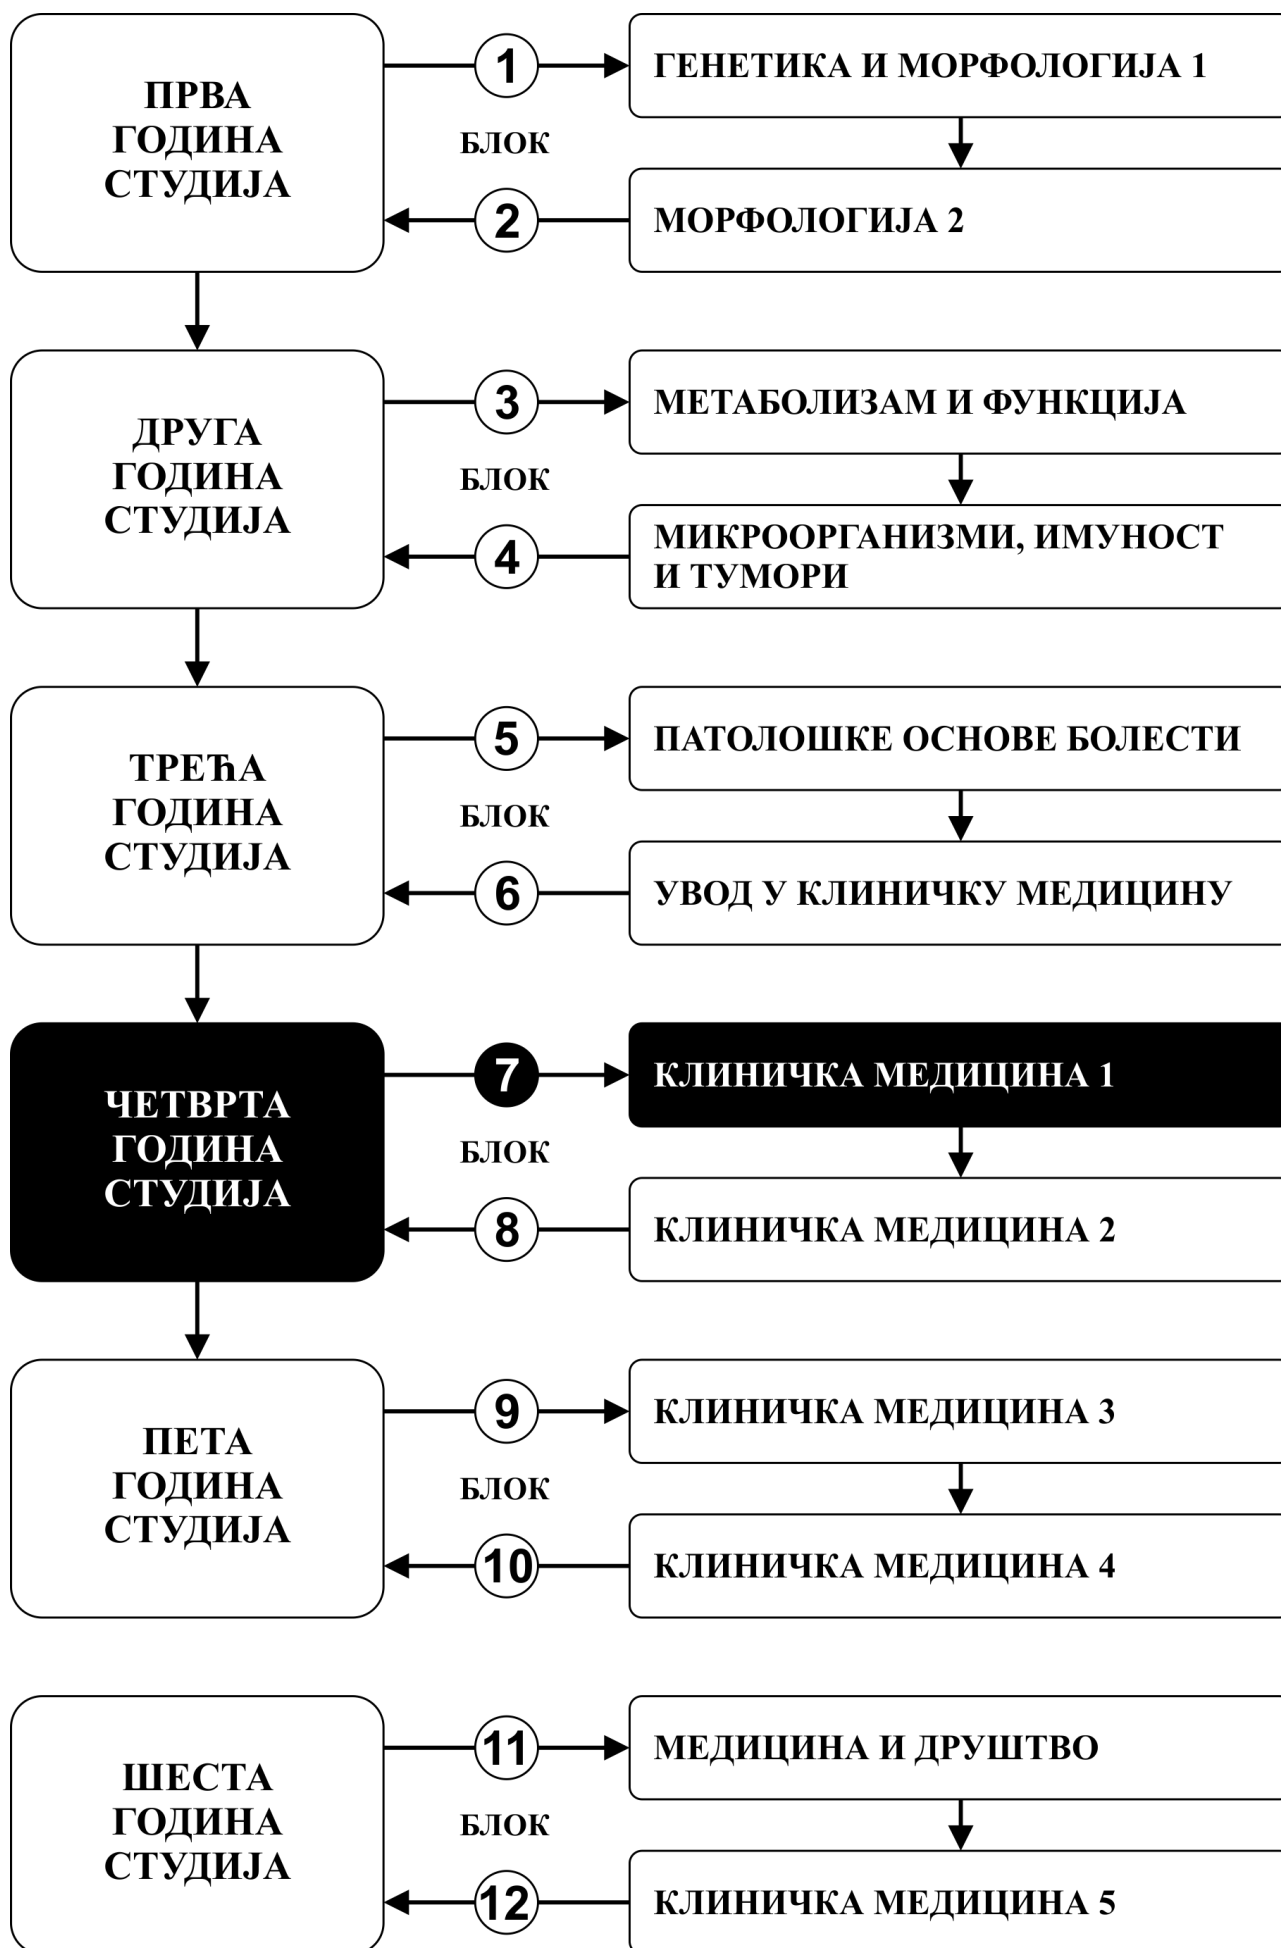 ПРВА
ГОДИНА
СТУДИЈА
1
БЛОК
2
ГЕНЕТИКА И МОРФОЛОГИЈА 1
МОРФОЛОГИЈА 2
ДРУГА
ГОДИНА
СТУДИЈА
3
БЛОК
4
МЕТАБОЛИЗАМ И ФУНКЦИЈА
МИКРООРГАНИЗМИ, ИМУНОСТ
И ТУМОРИ
ТРЕЋА
ГОДИНА
СТУДИЈА
5
БЛОК
6
ПАТОЛОШКЕ ОСНОВЕ БОЛЕСТИ
УВОД У КЛИНИЧКУ МЕДИЦИНУ
ЧЕТВРТА
ГОДИНА
СТУДИЈА
7
БЛОК
8
КЛИНИЧКА МЕДИЦИНА 1
КЛИНИЧКА МЕДИЦИНА 2
ПЕТА
ГОДИНА
СТУДИЈА
9
БЛОК
10
КЛИНИЧКА МЕДИЦИНА 3
КЛИНИЧКА МЕДИЦИНА 4
ШЕСТА
ГОДИНА
СТУДИЈА
11
БЛОК
12
МЕДИЦИНА И ДРУШТВО
КЛИНИЧКА МЕДИЦИНА 5